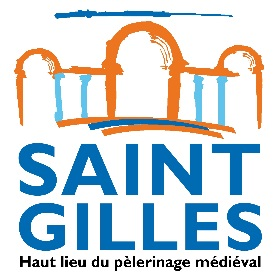 SAINT
GILLES
Haut lieu du pèlerinage médiéval